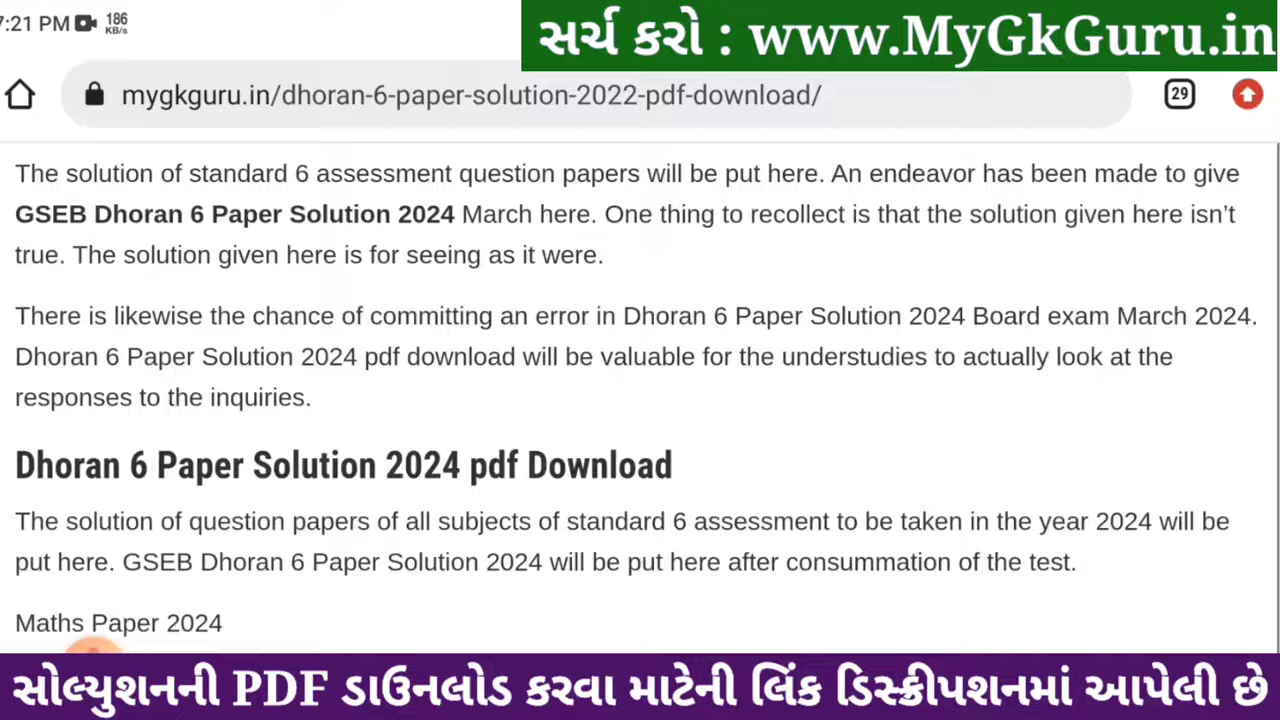 7:21 PM 186 KB/s
સર્ચ કરો : www.MyGkGuru.in
mygkguru.in/dhoran-6-paper-solution-2022-pdf-download/
29
The solution of standard 6 assessment question papers will be put here. An endeavor has been made to give
GSEB Dhoran 6 Paper Solution 2024 March here. One thing to recollect is that the solution given here isn’t
true. The solution given here is for seeing as it were.
There is likewise the chance of committing an error in Dhoran 6 Paper Solution 2024 Board exam March 2024.
Dhoran 6 Paper Solution 2024 pdf download will be valuable for the understudies to actually look at the
responses to the inquiries.
Dhoran 6 Paper Solution 2024 pdf Download
The solution of question papers of all subjects of standard 6 assessment to be taken in the year 2024 will be
put here. GSEB Dhoran 6 Paper Solution 2024 will be put here after consummation of the test.
Maths Paper 2024
સોલ્યુશનની PDF ડાઉનલોડ કરવા માટેની લિંક ડિસ્ક્રીપશનમાં આપેલી છે